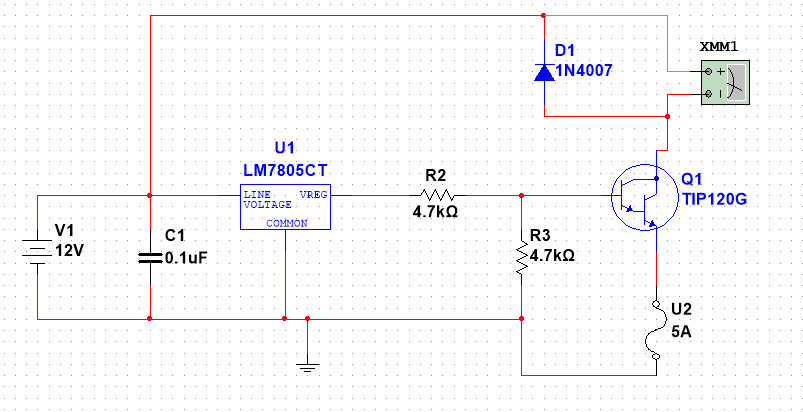 XMM1
D1
1N4007
U1
LM7805CT
LINE VREG
VOLTAGE
COMMON
R2
4.7kΩ
Q1
TIP120G
V1
12V
C1
0.1uF
R3
4.7kΩ
U2
5A